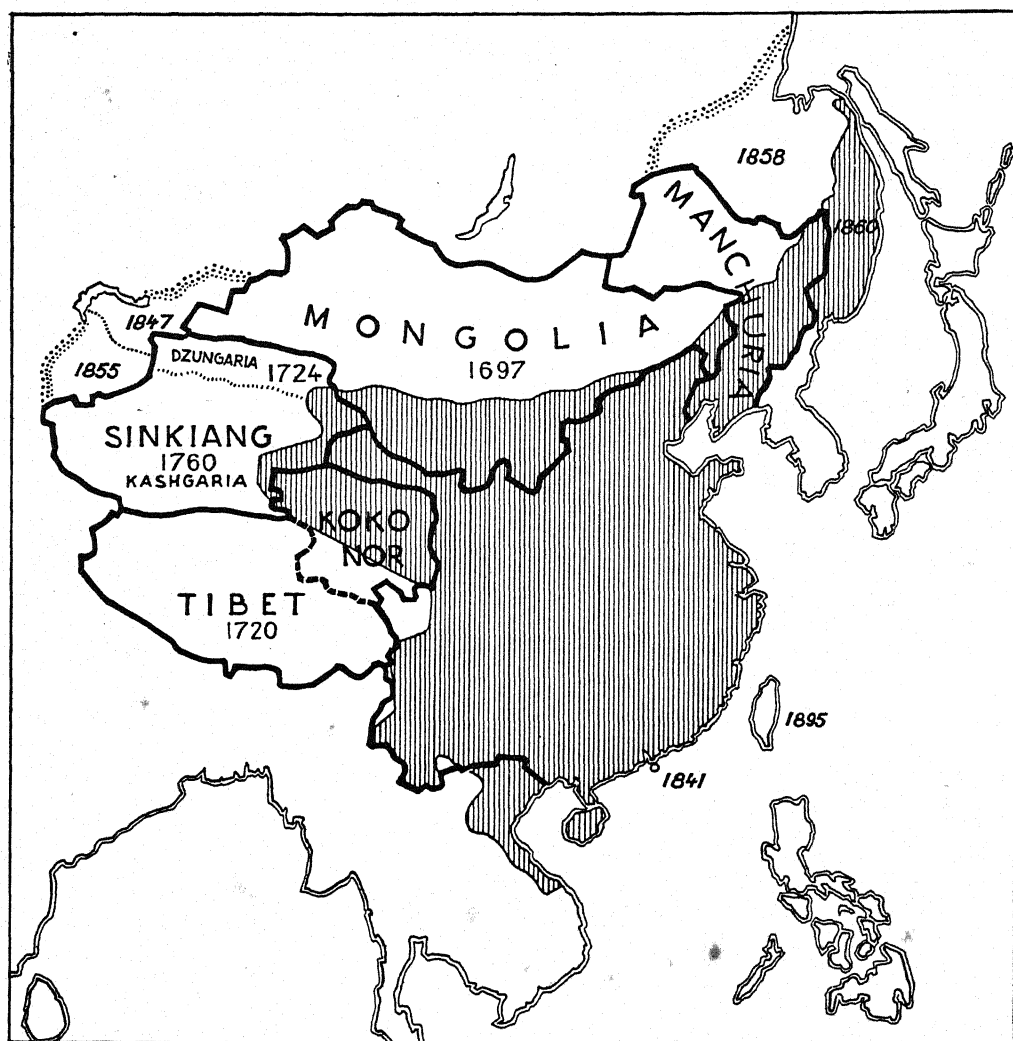 1858
MANCHURIA
1860
1847
MONGOLIA
1697
1855
DZUNGARIA 1724
SINKIANG
1760
KASHGARIA
KOKO
NOR
TIBET
1720
1895
1841